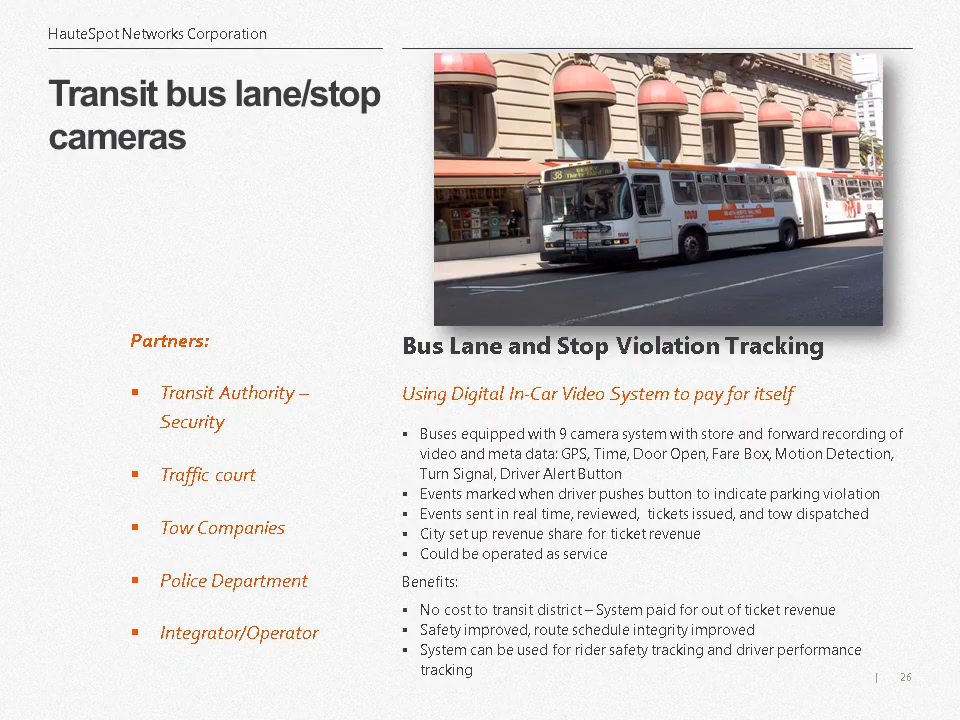 HauteSpot Networks Corporation
Transit bus lane/stop
cameras
38
Partners:
▪ Transit Authority –
Security
▪ Traffic court
▪ Tow Companies
▪ Police Department
▪ Integrator/Operator
Bus Lane and Stop Violation Tracking
Using Digital In-Car Video System to pay for itself
▪ Buses equipped with 9 camera system with store and forward recording of
video and meta data: GPS, Time, Door Open, Fare Box, Motion Detection,
Turn Signal, Driver Alert Button
▪ Events marked when driver pushes button to indicate parking violation
▪ Events sent in real time, reviewed, tickets issued, and tow dispatched
▪ City set up revenue share for ticket revenue
▪ Could be operated as service
Benefits:
▪ No cost to transit district – System paid for out of ticket revenue
▪ Safety improved, route schedule integrity improved
▪ System can be used for rider safety tracking and driver performance
tracking
| 26